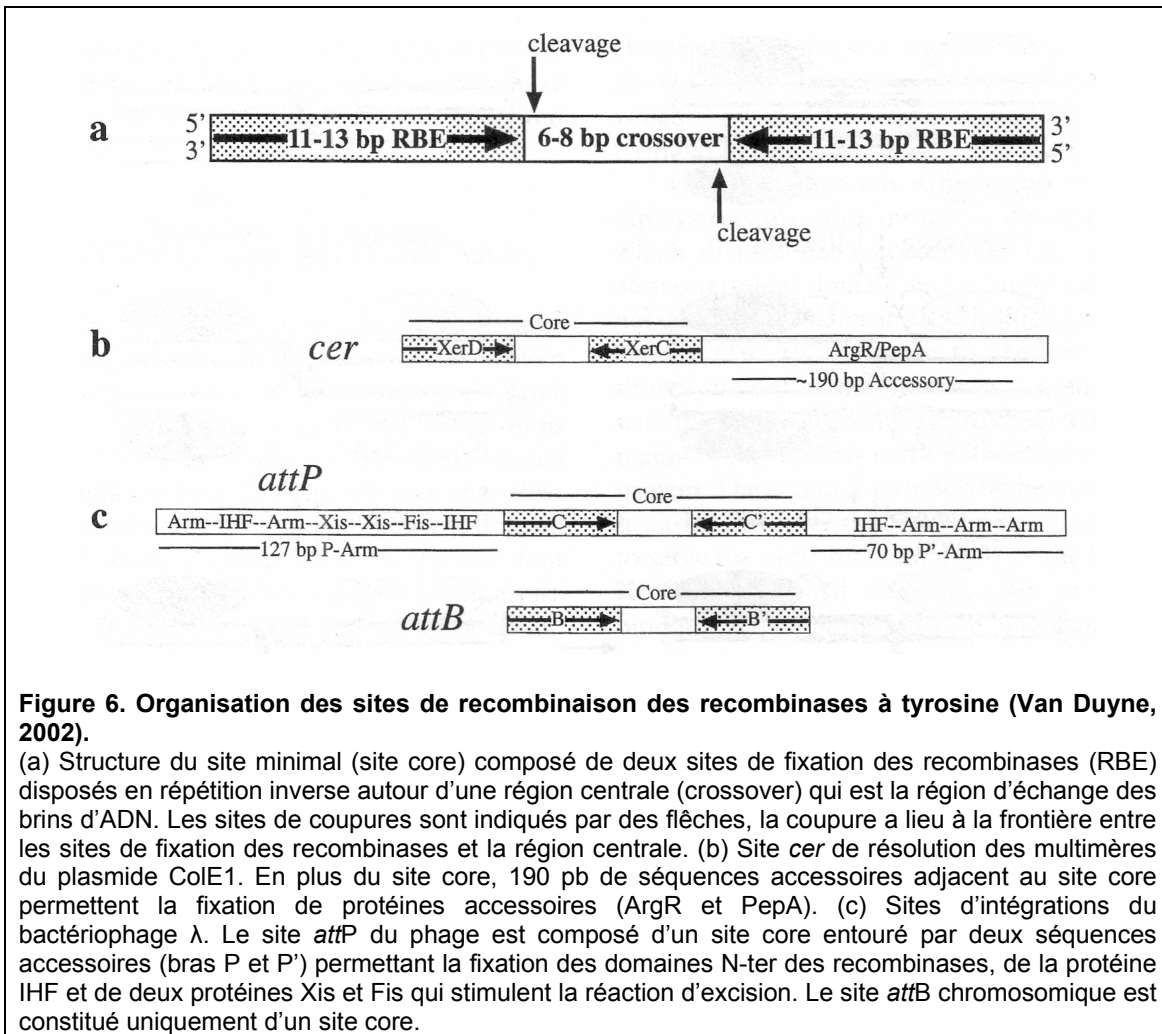 cleavage
a
5’
3’
11-13 bp RBE
6-8 bp crossover
11-13 bp RBE
3’
5’
cleavage
b
cer
Core
XerD
XerC
ArgR/PepA
~190 bp Accessory
attP
Core
c
Arm--IHF--Arm--Xis--Xis--Fis--IHF
C
C'
IHF--Arm--Arm--Arm
127 bp P-Arm
70 bp P'-Arm
Core
attB
B
B'
Figure 6. Organisation des sites de recombinaison des recombinases à tyrosine (Van Duyne,
2002).
(a) Structure du site minimal (site core) composé de deux sites de fixation des recombinases (RBE)
disposés en répétition inverse autour d’une région centrale (crossover) qui est la région d’échange des
brins d’ADN. Les sites de coupures sont indiqués par des flêches, la coupure a lieu à la frontière entre
les sites de fixation des recombinases et la région centrale. (b) Site cer de résolution des multimères
du plasmide ColE1. En plus du site core, 190 pb de séquences accessoires adjacent au site core
permettent la fixation de protéines accessoires (ArgR et PepA). (c) Sites d’intégrations du
bactériophage λ. Le site attP du phage est composé d’un site core entouré par deux séquences
accessoires (bras P et P’) permettant la fixation des domaines N-ter des recombinases, de la protéine
IHF et de deux protéines Xis et Fis qui stimulent la réaction d’excision. Le site attB chromosomique est
constitué uniquement d’un site core.